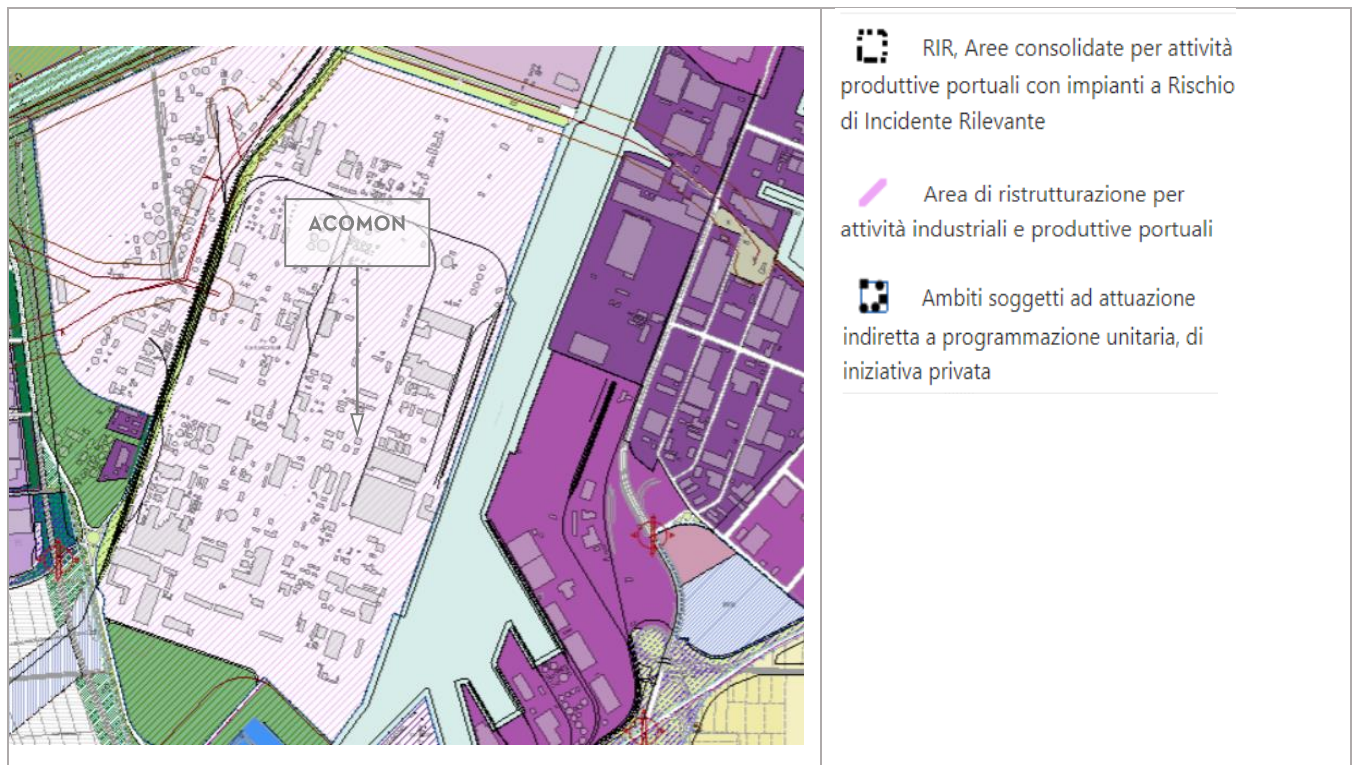 ACOMON
RIR, Aree consolidate per attività
produttive portuali con impianti a Rischio
di Incidente Rilevante
Area di ristrutturazione per
attività industriali e produttive portuali
Ambiti soggetti ad attuazione
indiretta a programmazione unitaria, di
iniziativa privata